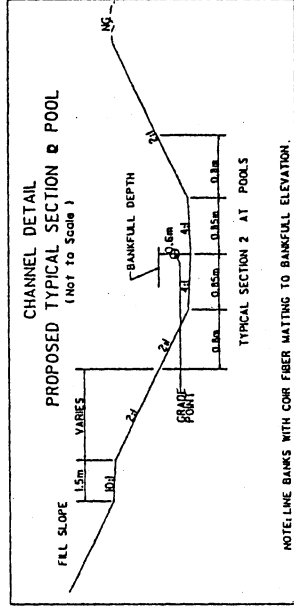 CHANNEL DETAIL
PROPOSED TYPICAL SECTION @ POOL
(Not to Scale)
FILL SLOPE
1.5m
VARIES
10:1
2:1
2:1
BANKFULL DEPTH
0.6m
4:1
4:1
2:1
NG
GRADE
POINT
0.8m
0.85m
0.85m
0.8m
TYPICAL SECTION 2 AT POOLS
NOTE: LINE BANKS WITH COIR FIBER MATTING TO BANKFULL ELEVATION.